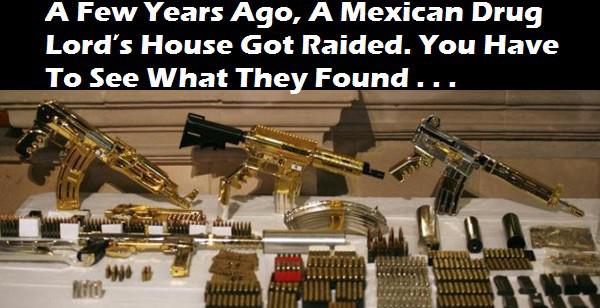 A Few Years Ago, A Mexican Drug
Lord's House Got Raided. You Have
To See What They Found . . .